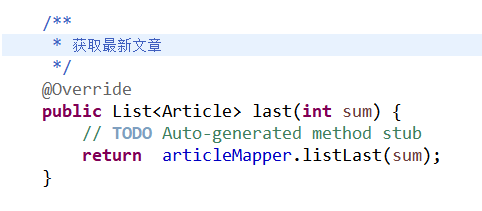 /**
 * 获取最新文章
 */
@Override
public List<Article> last(int sum) {
    // TODO Auto-generated method stub
    return  articleMapper.listLast(sum);
}